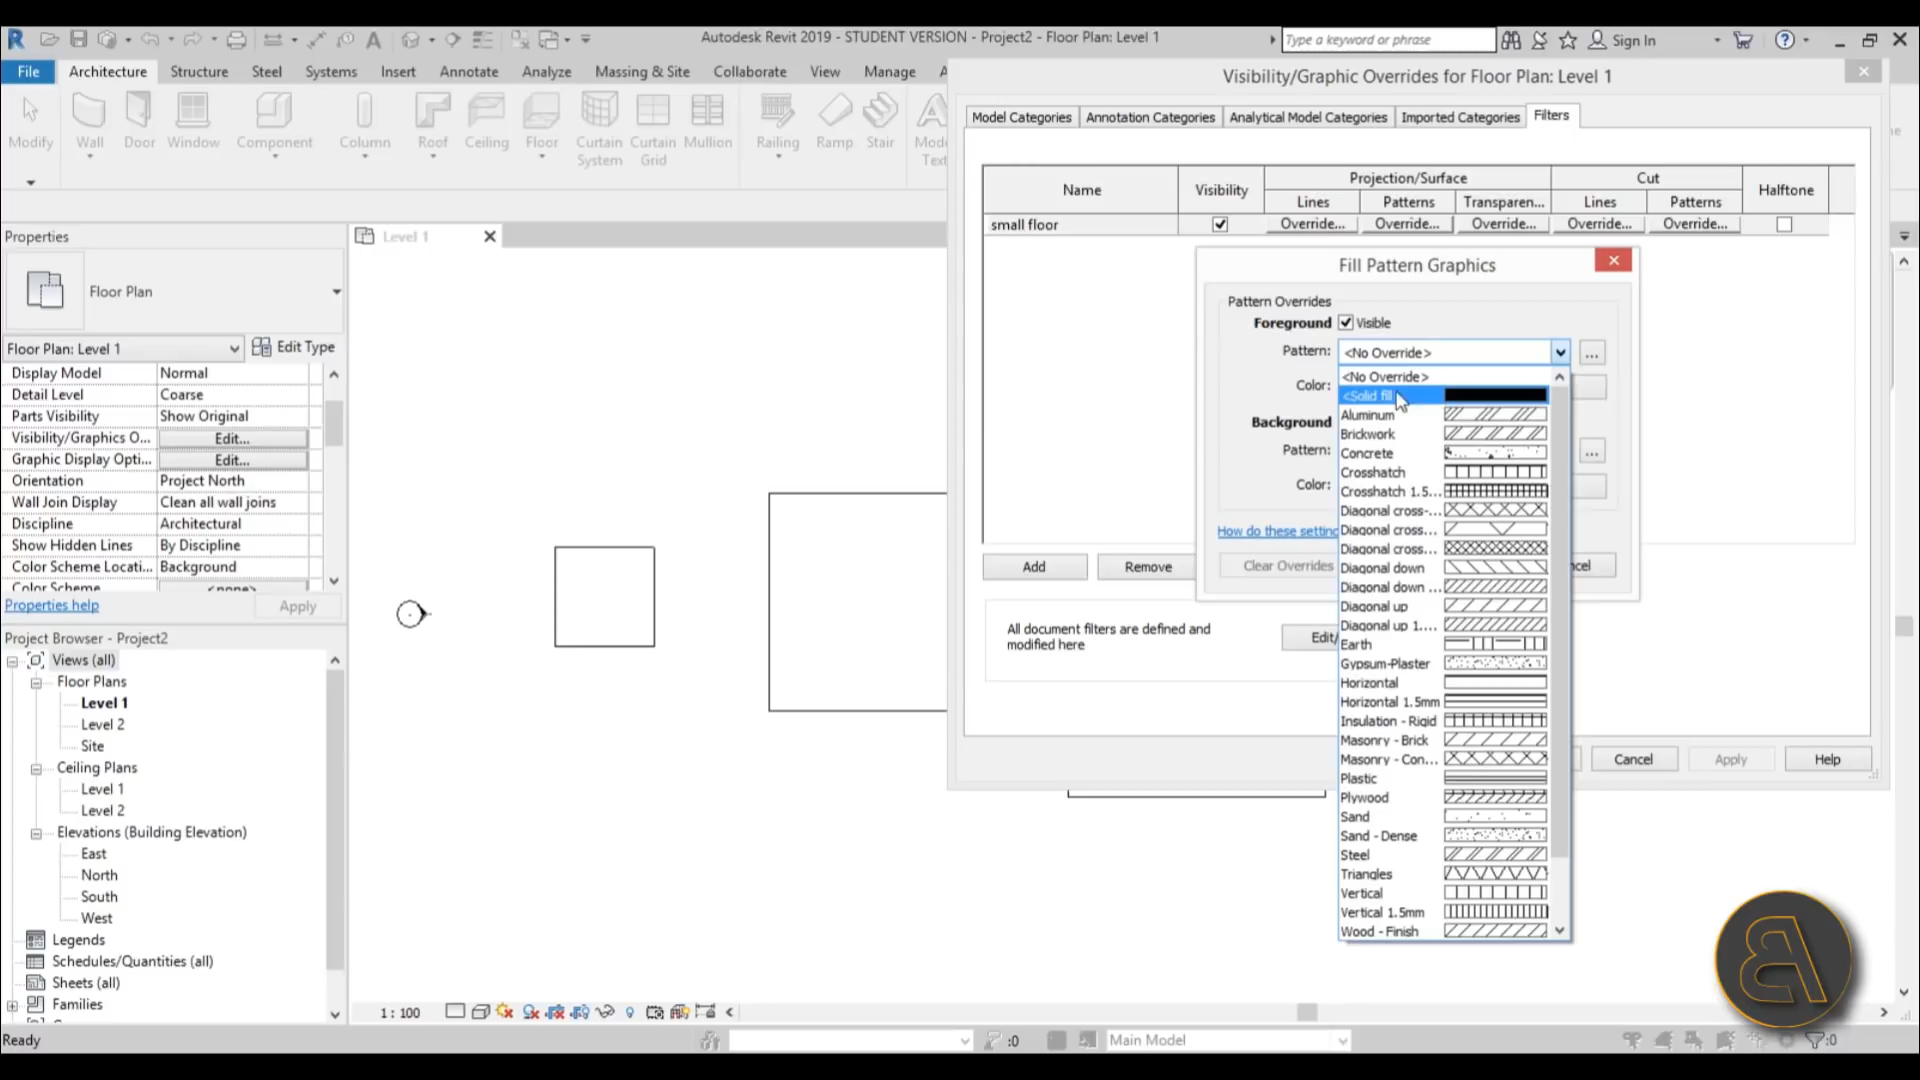 Autodesk Revit 2019 - STUDENT VERSION - Project2 - Floor Plan: Level 1
Type a keyword or phrase
Sign In
File Architecture Structure Steel Systems Insert Annotate Analyze Massing & Site Collaborate View Manage
Modify Wall Door Window Component Column Roof Ceiling Floor Curtain System Curtain Grid Mullion Railing Ramp Stair
Visibility/Graphic Overrides for Floor Plan: Level 1
Model Categories Annotation Categories Analytical Model Categories Imported Categories Filters
Name Visibility Projection/Surface Cut Halftone
Lines Patterns Transparen... Lines Patterns
small floor Override... Override... Override... Override... Override...
Fill Pattern Graphics
Pattern Overrides
Foreground Visible
Pattern: <No Override> ...
Color:
Background
Pattern: ...
Color:
How do these settin
Clear Overrides
<No Override>
<Solid fill
Aluminum
Brickwork
Concrete
Crosshatch
Crosshatch 1.5...
Diagonal cross-...
Diagonal cross...
Diagonal cross...
Diagonal down
Diagonal down ...
Diagonal up
Diagonal up 1....
Earth
Gypsum-Plaster
Horizontal
Horizontal 1.5mm
Insulation - Rigid
Masonry - Brick
Masonry - Con...
Plastic
Plywood
Sand
Sand - Dense
Steel
Triangles
Vertical
Vertical 1.5mm
Wood - Finish
Add Remove
All document filters are defined and
modified here
Edit/
Cancel Apply Help
Properties
Floor Plan
Floor Plan: Level 1 Edit Type
Display Model Normal
Detail Level Coarse
Parts Visibility Show Original
Visibility/Graphics O... Edit...
Graphic Display Opti... Edit...
Orientation Project North
Wall Join Display Clean all wall joins
Discipline Architectural
Show Hidden Lines By Discipline
Color Scheme Locati... Background
Color Scheme <none>
Properties help Apply
Level 1
Project Browser - Project2
Views (all)
Floor Plans
Level 1
Level 2
Site
Ceiling Plans
Level 1
Level 2
Elevations (Building Elevation)
East
North
South
West
Legends
Schedules/Quantities (all)
Sheets (all)
Families
1 : 100
Ready
:0
Main Model
:0